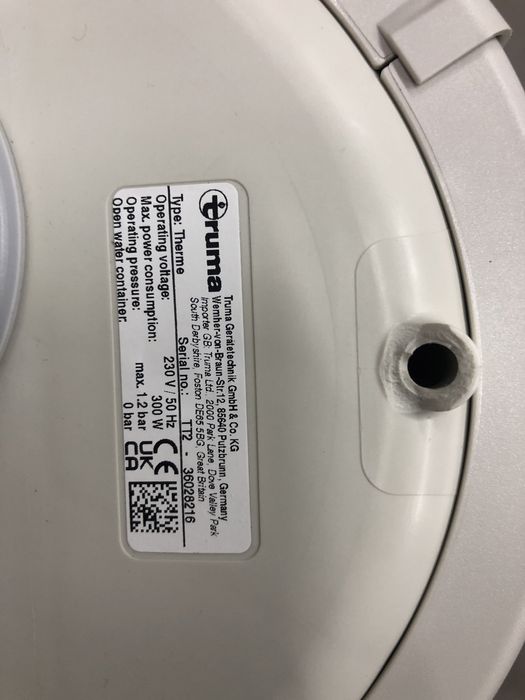 truma
Truma Gerätetechnik GmbH & Co. KG
Wernher-von-Braun-Str.12, 85640 Putzbrunn, Germany
Importer GB: Truma Ltd. 2000 Park Lane, Dove Valley Park
South Derbyshire, Foston DE65 5BG, Great Britain
Type: Therme Serial no.: TT2 - 36028216
Operating voltage: 230 V / 50 Hz
Max. power consumption: 300 W
Operating pressure: max. 1.2 bar
Open water container: 0 bar
CE
UK
CA